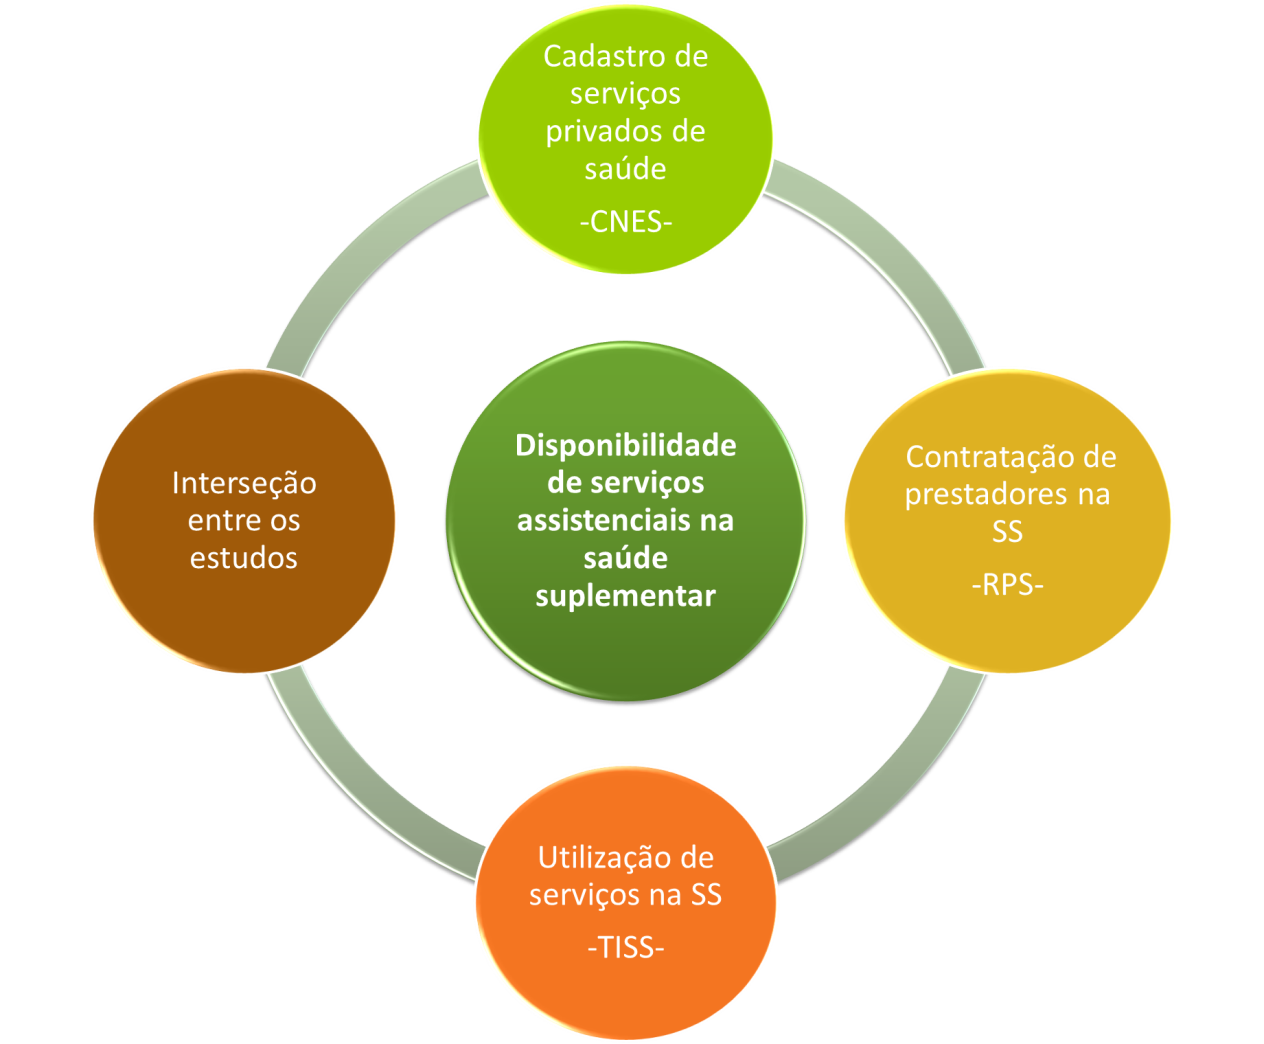 Cadastro de
serviços
privados de
saúde
-CNES-
Disponibilidade
de serviços
assistenciais na
saúde
suplementar
Contratação de
prestadores na
SS
-RPS-
Interseção
entre os
estudos
Utilização de
serviços na SS
-TISS-